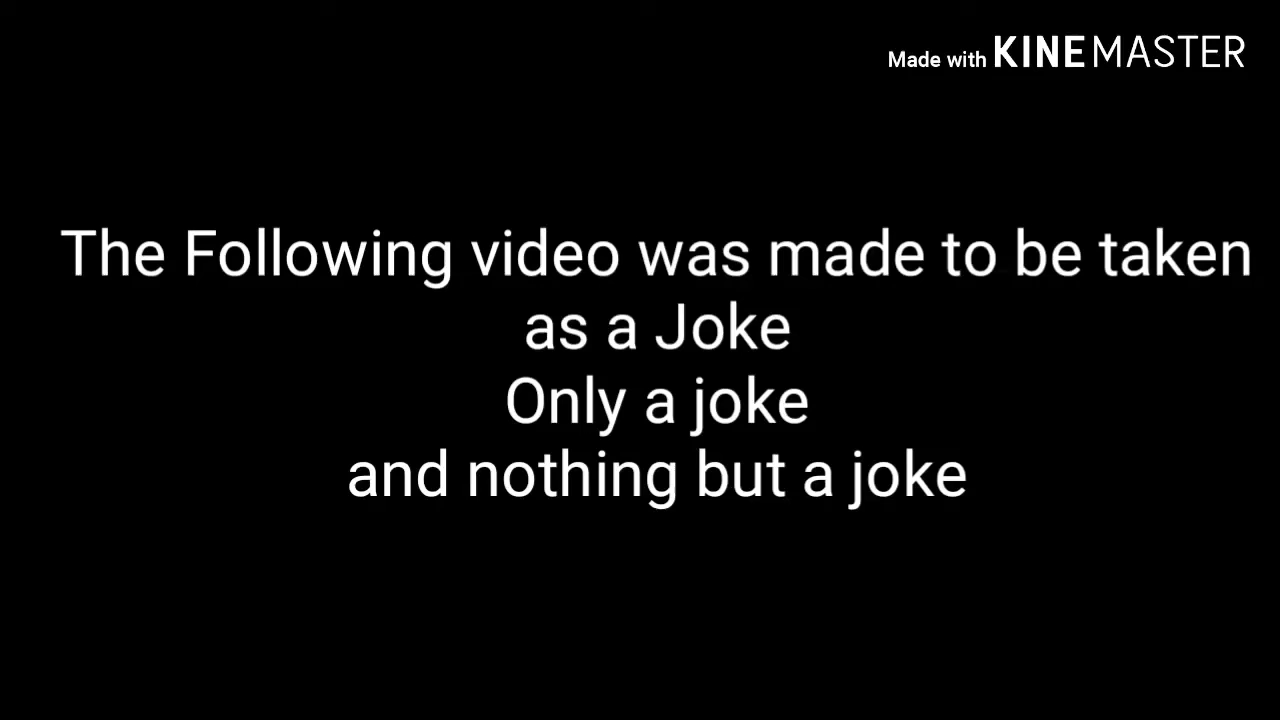 Made with KINEMASTER
The Following video was made to be taken
as a Joke
Only a joke
and nothing but a joke